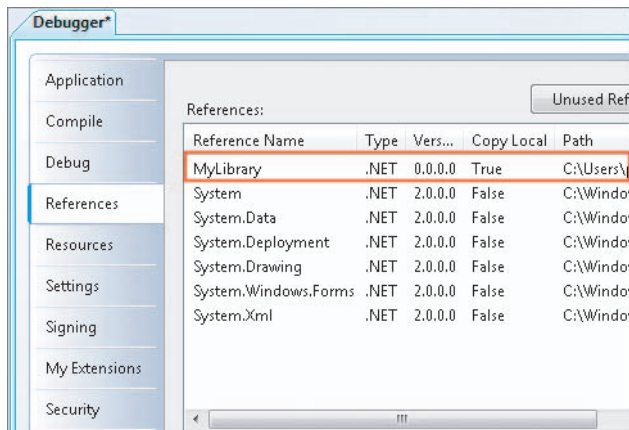 Debugger*
Application
Compile
Debug
References
Resources
Settings
Signing
My Extensions
Security
Unused Ref
References:
Reference Name Type Vers... Copy Local Path
MyLibrary .NET 0.0.0.0 True C:\Users\p
System .NET 2.0.0.0 False C:\Windo
System.Data .NET 2.0.0.0 False C:\Windo
System.Deployment .NET 2.0.0.0 False C:\Windo
System.Drawing .NET 2.0.0.0 False C:\Windo
System.Windows.Forms .NET 2.0.0.0 False C:\Windo
System.Xml .NET 2.0.0.0 False C:\Windo